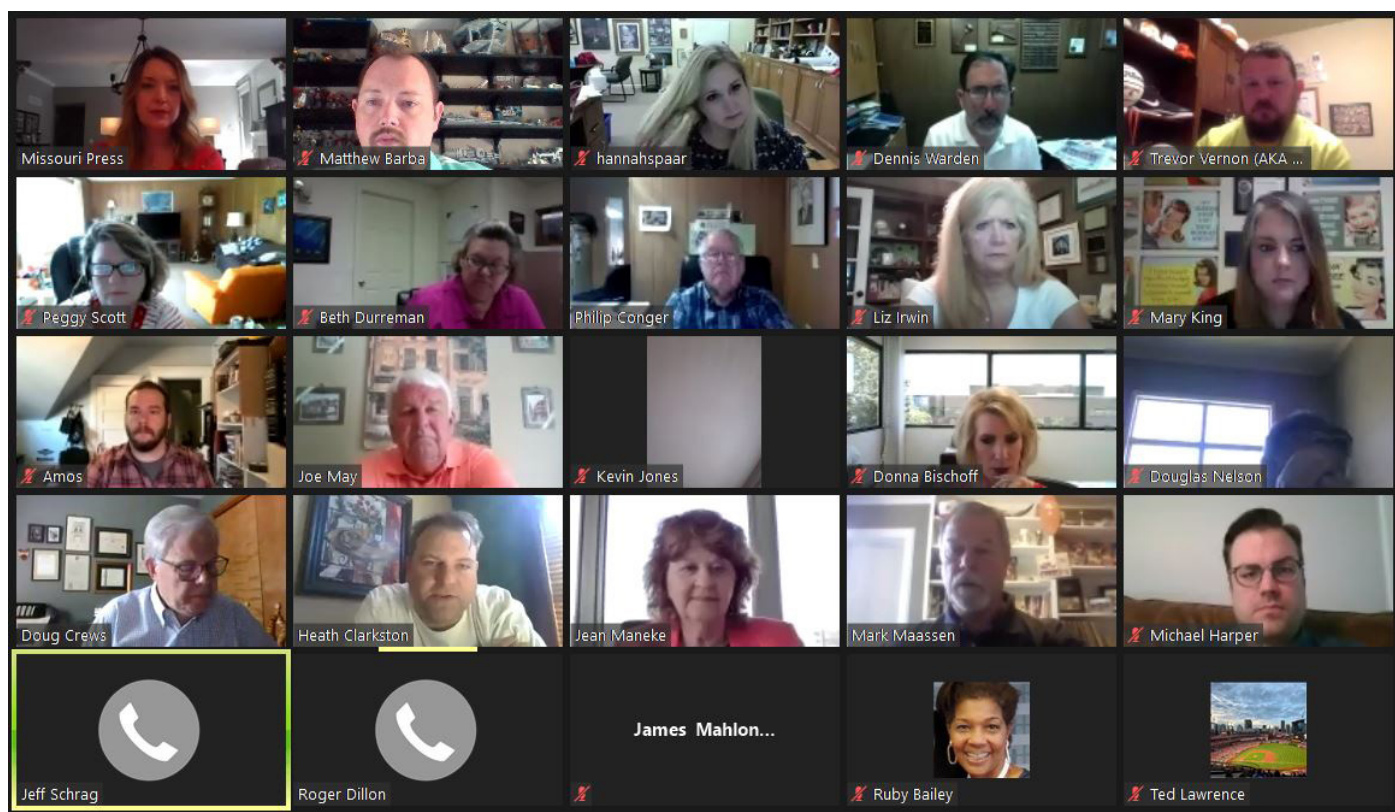 Missouri Press
Matthew Barba
hannahspaar
Dennis Warden
Trevor Vernon (AKA ...
Peggy Scott
Beth Durreman
Philip Conger
Liz Irwin
Mary King
Amos
Joe May
Kevin Jones
Donna Bischoff
Douglas Nelson
Doug Crews
Heath Clarkston
Jean Maneke
Mark Maassen
Michael Harper
Jeff Schrag
Roger Dillon
James Mahlon...
Ruby Bailey
Ted Lawrence